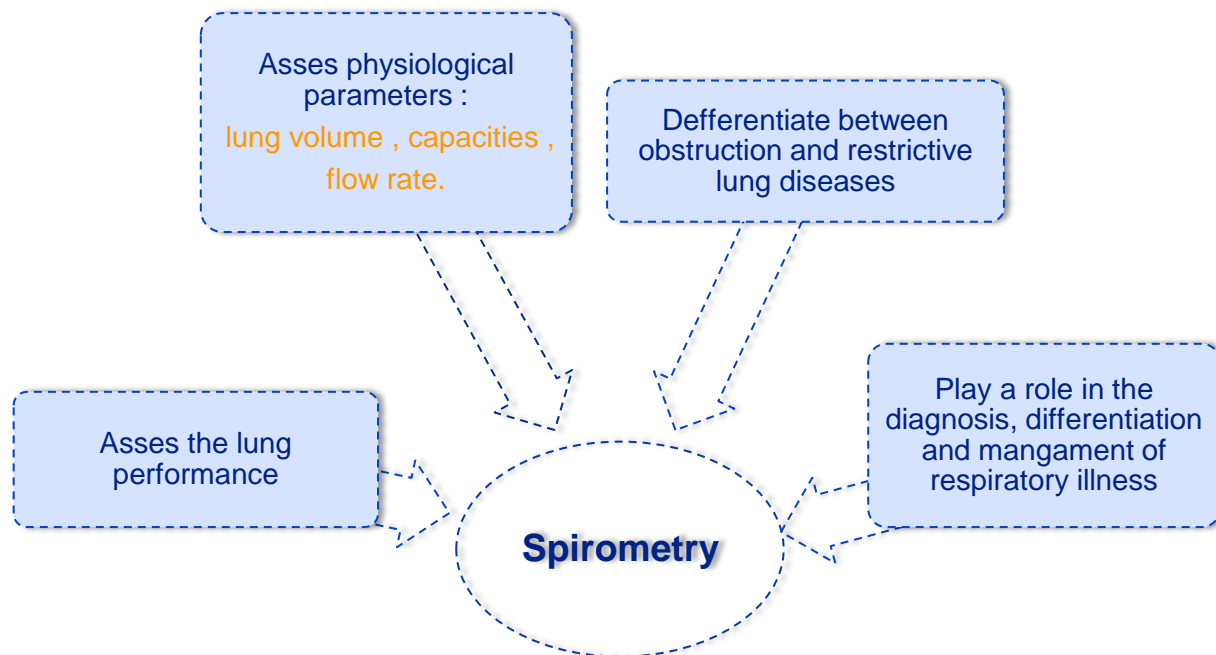 Asses physiological
parameters :
lung volume , capacities ,
flow rate.
Defferentiate between
obstruction and restrictive
lung diseases
Asses the lung
performance
Play a role in the
diagnosis, differentiation
and mangament of
respiratory illness
Spirometry